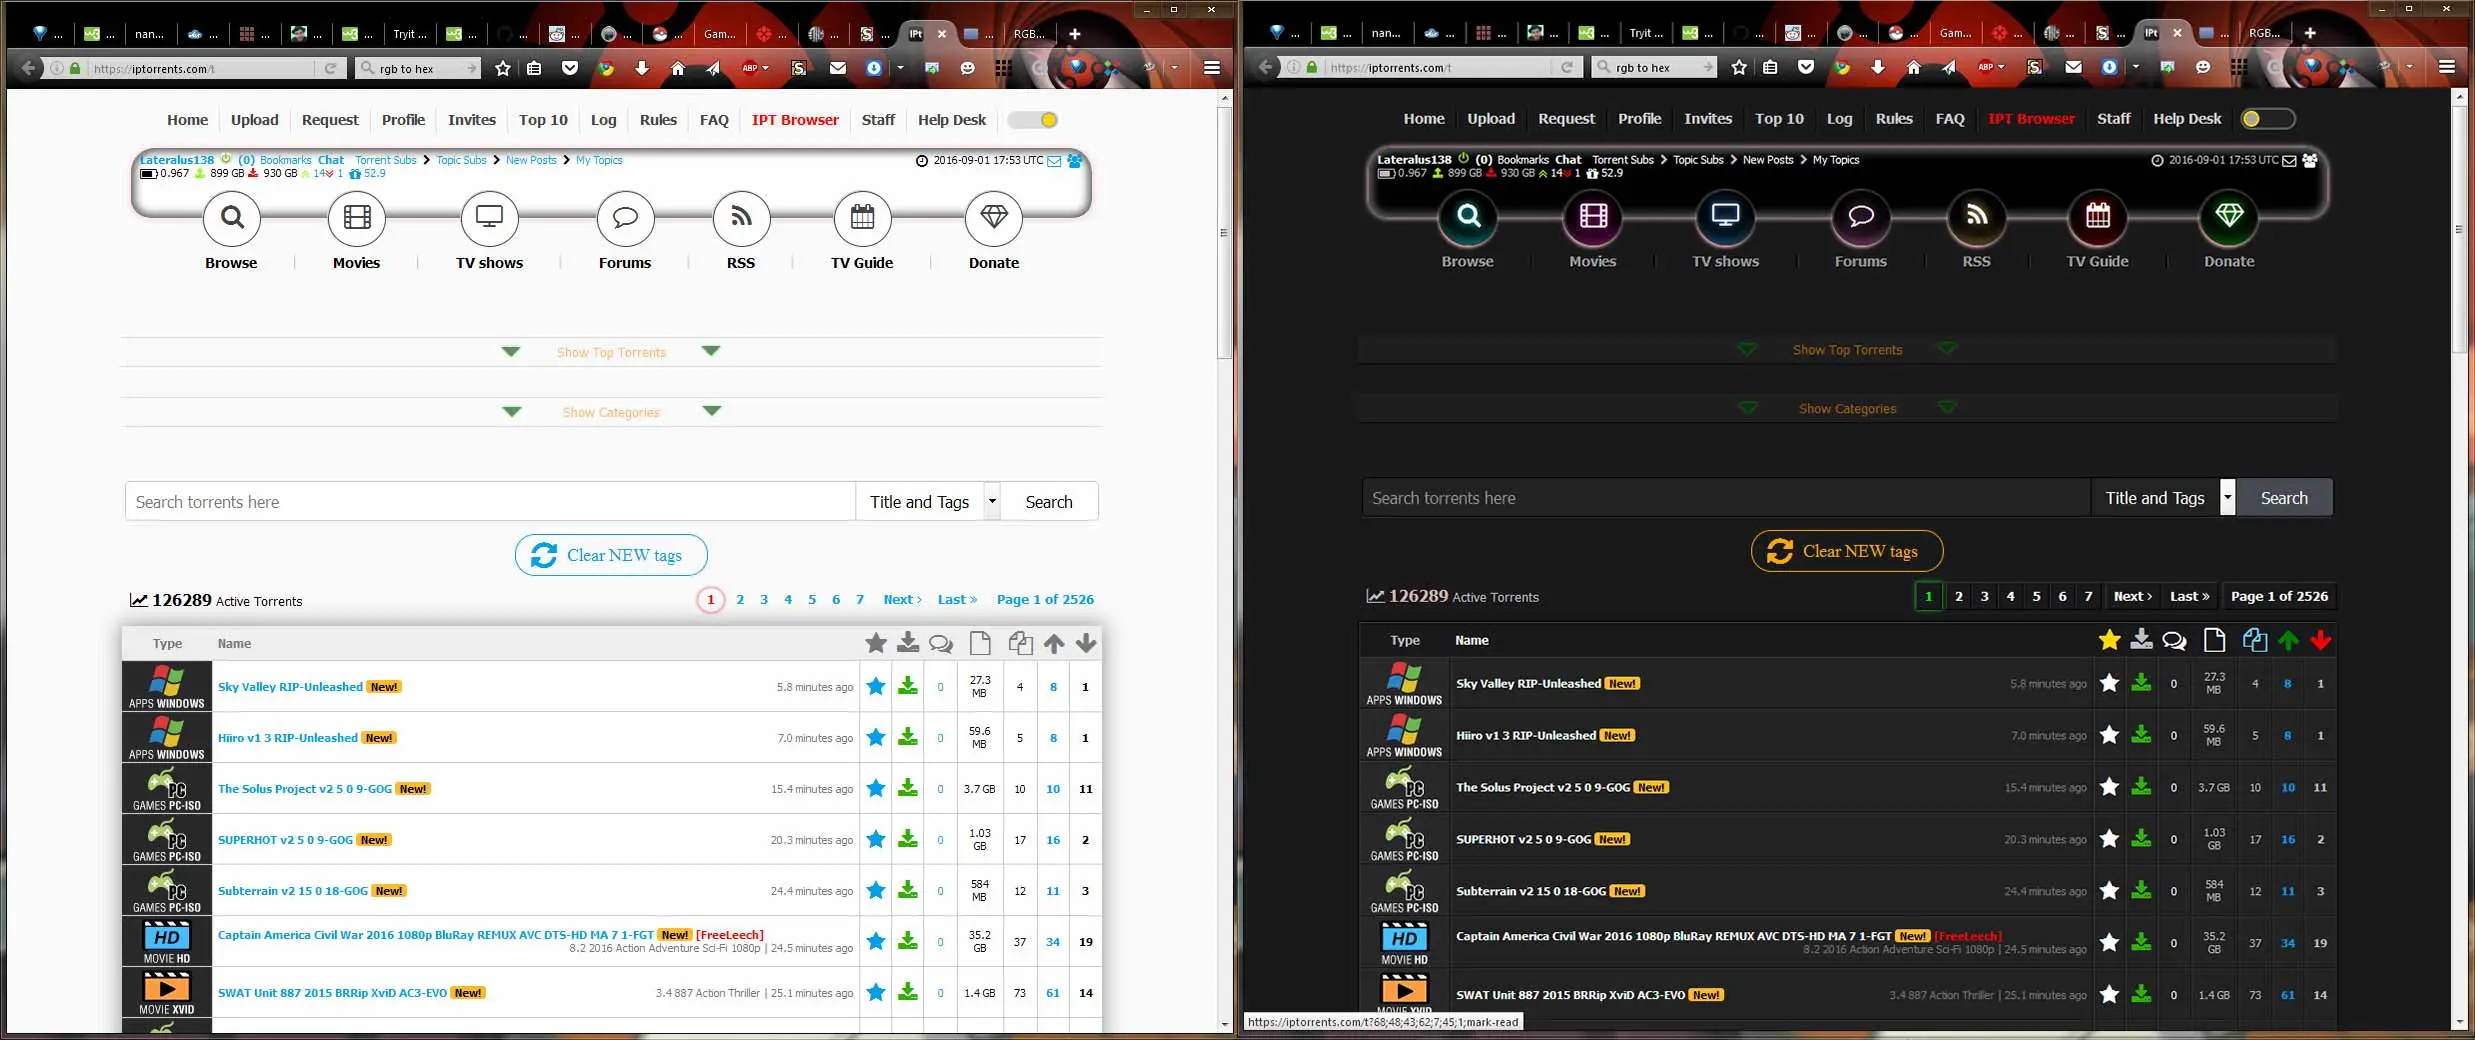 ... ... nan... ... ... ... ... Tryit ... ... ... ... ... ... Gam... ... ... ... IPt ... RGB...
https://iptorrents.com/t rgb to hex ABP
Home Upload Request Profile Invites Top 10 Log Rules FAQ IPT Browser Staff Help Desk
Lateralus138 (0) Bookmarks Chat Torrent Subs Topic Subs New Posts My Topics 2016-09-01 17:53 UTC
0.967 899 GB 930 GB 14 1 52.9
Browse Movies TV shows Forums RSS TV Guide Donate
Show Top Torrents
Show Categories
Search torrents here Title and Tags Search
Clear NEW tags
126289 Active Torrents 1 2 3 4 5 6 7 Next › Last » Page 1 of 2526
Type Name
APPS WINDOWS Sky Valley RIP-Unleashed New! 5.8 minutes ago 0 27.3 MB 4 8 1
APPS WINDOWS Hiiro v1 3 RIP-Unleashed New! 7.0 minutes ago 0 59.6 MB 5 8 1
PC GAMES PC-ISO The Solus Project v2 5 0 9-GOG New! 15.4 minutes ago 0 3.7 GB 10 10 11
PC GAMES PC-ISO SUPERHOT v2 5 0 9-GOG New! 20.3 minutes ago 0 1.03 GB 17 16 2
PC GAMES PC-ISO Subterrain v2 15 0 18-GOG New! 24.4 minutes ago 0 584 MB 12 11 3
HD MOVIE HD Captain America Civil War 2016 1080p BluRay REMUX AVC DTS-HD MA 7 1-FGT New! [FreeLeech] 0 35.2 GB 37 34 19
8.2 2016 Action Adventure Sci-Fi 1080p | 24.5 minutes ago
MOVIE XVID SWAT Unit 887 2015 BRRip XviD AC3-EVO New! 3.4 887 Action Thriller | 25.1 minutes ago 0 1.4 GB 73 61 14
... ... nan... ... ... ... ... Tryit ... ... ... ... ... ... Gam... ... ... ... IPt ... RGB...
https://iptorrents.com/t rgb to hex ABP
Home Upload Request Profile Invites Top 10 Log Rules FAQ IPT Browser Staff Help Desk
Lateralus138 (0) Bookmarks Chat Torrent Subs Topic Subs New Posts My Topics 2016-09-01 17:53 UTC
0.967 899 GB 930 GB 14 1 52.9
Browse Movies TV shows Forums RSS TV Guide Donate
Show Top Torrents
Show Categories
Search torrents here Title and Tags Search
Clear NEW tags
126289 Active Torrents 1 2 3 4 5 6 7 Next › Last » Page 1 of 2526
Type Name
APPS WINDOWS Sky Valley RIP-Unleashed New! 5.8 minutes ago 0 27.3 MB 4 8 1
APPS WINDOWS Hiiro v1 3 RIP-Unleashed New! 7.0 minutes ago 0 59.6 MB 5 8 1
PC GAMES PC-ISO The Solus Project v2 5 0 9-GOG New! 15.4 minutes ago 0 3.7 GB 10 10 11
PC GAMES PC-ISO SUPERHOT v2 5 0 9-GOG New! 20.3 minutes ago 0 1.03 GB 17 16 2
PC GAMES PC-ISO Subterrain v2 15 0 18-GOG New! 24.4 minutes ago 0 584 MB 12 11 3
HD MOVIE HD Captain America Civil War 2016 1080p BluRay REMUX AVC DTS-HD MA 7 1-FGT New! [FreeLeech] 0 35.2 GB 37 34 19
8.2 2016 Action Adventure Sci-Fi 1080p | 24.5 minutes ago
MOVIE XVID SWAT Unit 887 2015 BRRip XviD AC3-EVO New! 3.4 887 Action Thriller | 25.1 minutes ago 0 1.4 GB 73 61 14
https://iptorrents.com/t?68;48;43;62;7;45;1;mark-read